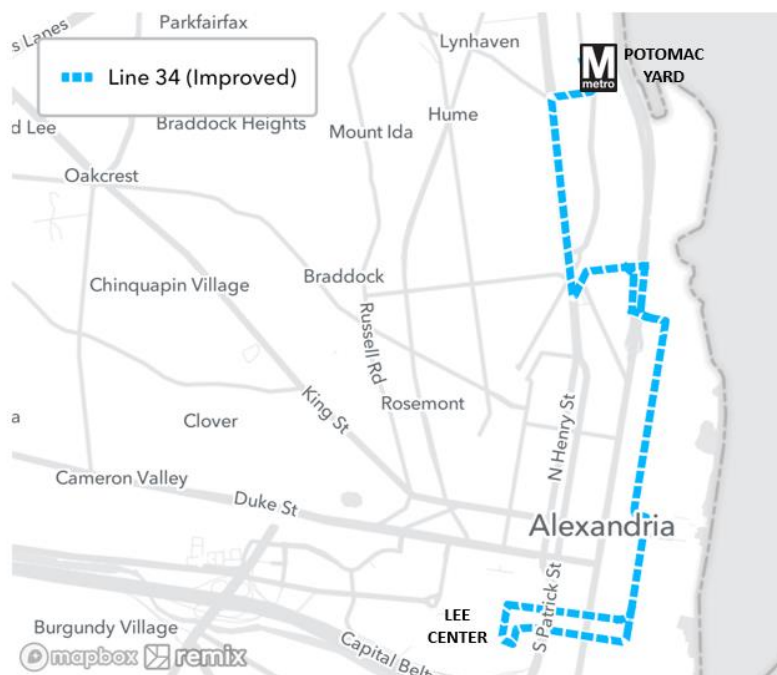 Parkfairfax
s Lanes
Lynhaven
M
metro
POTOMAC
YARD
Line 34 (Improved)
d Lee
Braddock Heights
Mount Ida
Hume
Oakcrest
Chinquapin Village
Braddock
Russell Rd
King St
Rosemont
a
Clover
N Henry St
Cameron Valley
Duke St
Alexandria
LEE
CENTER
S Patrick St
Burgundy Village
Capital Belt
mapbox remix